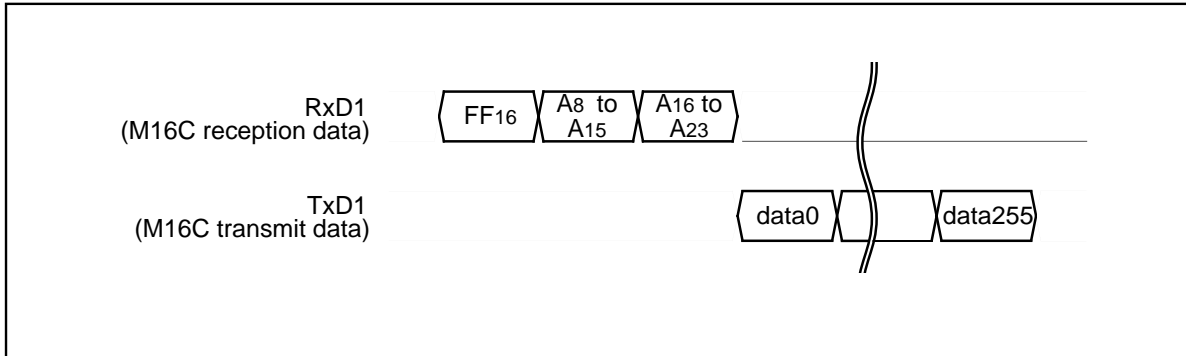 RxD1
(M16C reception data)
FF16
A8 to
A15
A16 to
A23
TxD1
(M16C transmit data)
data0
data255